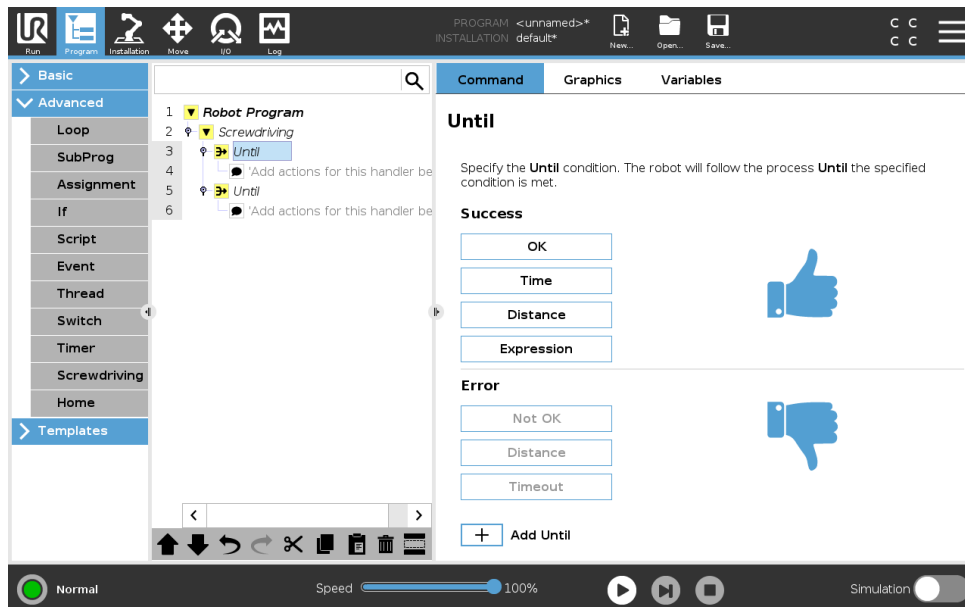 PROGRAM <unnamed>*
INSTALLATION default*
Run Program Installation Move I/O Log New... Open... Save...
C C
C C
Basic
Advanced
Loop
SubProg
Assignment
If
Script
Event
Thread
Switch
Timer
Screwdriving
Home
Templates
1 Robot Program
2 Screwdriving
3 Until
4 'Add actions for this handler be
5 Until
6 'Add actions for this handler be
Command Graphics Variables
Until
Specify the Until condition. The robot will follow the process Until the specified
condition is met.
Success
OK
Time
Distance
Expression
Error
Not OK
Distance
Timeout
+ Add Until
Normal Speed 100% Simulation